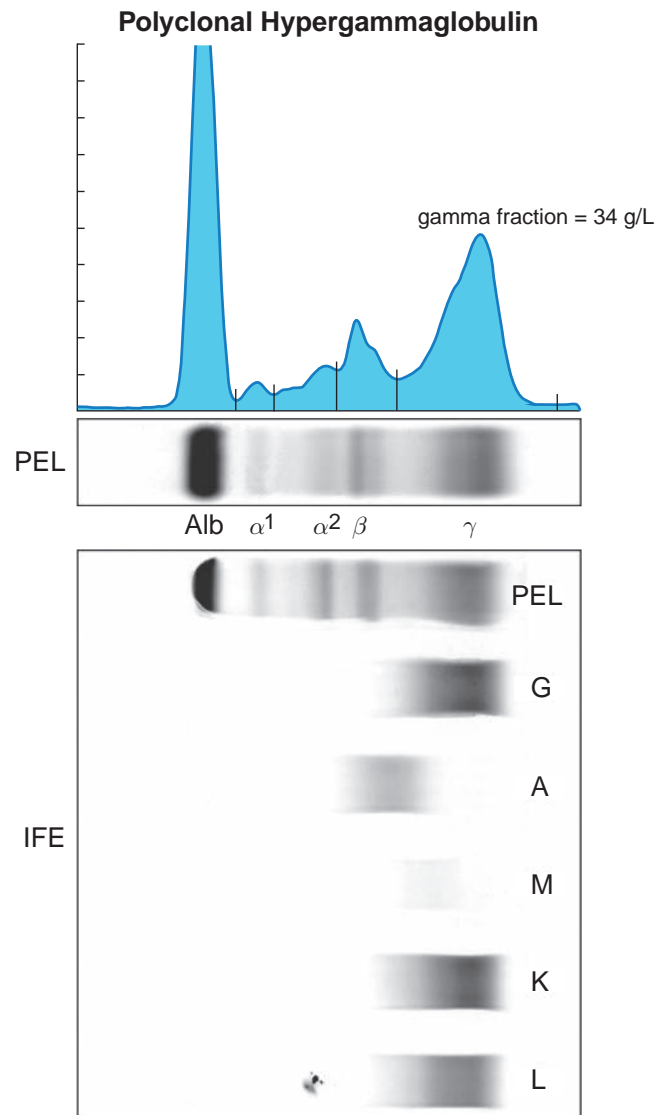 Polyclonal Hypergammaglobulin
gamma fraction = 34 g/L
PEL
Alb α1 α2 β γ
PEL
G
A
IFE
M
K
L